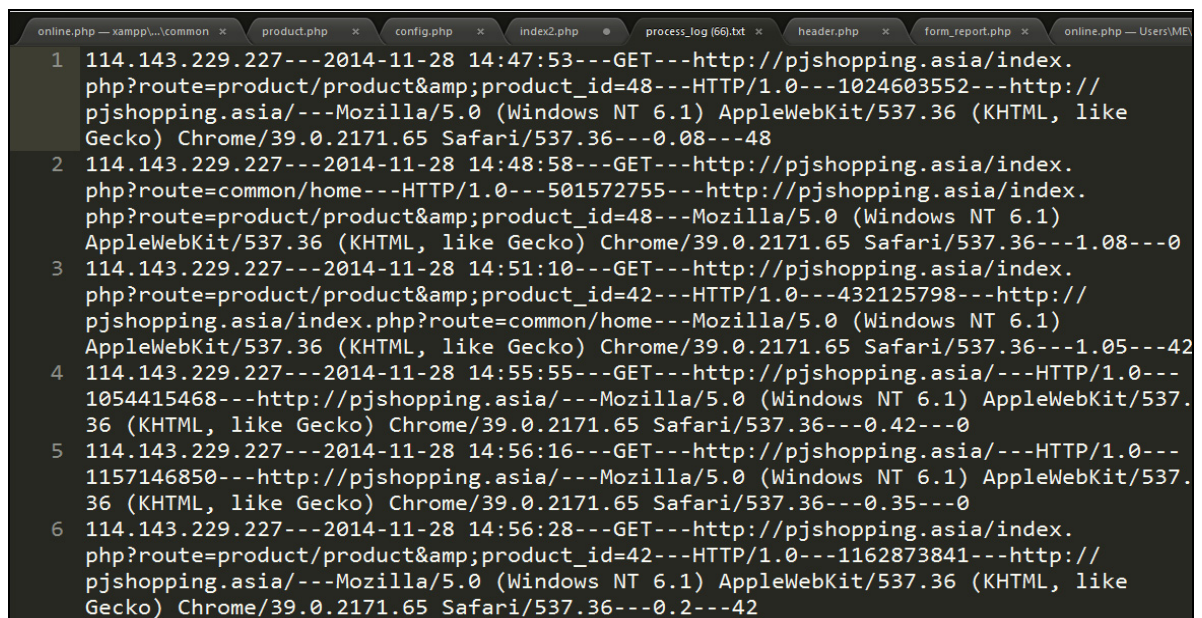 online.php — xampp\...\common × product.php × config.php × index2.php ● process_log (66).txt × header.php × form_report.php × online.php — Users\ME\
1 114.143.229.227---2014-11-28 14:47:53---GET---http://pjshopping.asia/index.
php?route=product/product&amp;product_id=48---HTTP/1.0---1024603552---http://
pjshopping.asia/---Mozilla/5.0 (Windows NT 6.1) AppleWebKit/537.36 (KHTML, like
Gecko) Chrome/39.0.2171.65 Safari/537.36---0.08---48
2 114.143.229.227---2014-11-28 14:48:58---GET---http://pjshopping.asia/index.
php?route=common/home---HTTP/1.0---501572755---http://pjshopping.asia/index.
php?route=product/product&amp;product_id=48---Mozilla/5.0 (Windows NT 6.1)
AppleWebKit/537.36 (KHTML, like Gecko) Chrome/39.0.2171.65 Safari/537.36---1.08---0
3 114.143.229.227---2014-11-28 14:51:10---GET---http://pjshopping.asia/index.
php?route=product/product&amp;product_id=42---HTTP/1.0---432125798---http://
pjshopping.asia/index.php?route=common/home---Mozilla/5.0 (Windows NT 6.1)
AppleWebKit/537.36 (KHTML, like Gecko) Chrome/39.0.2171.65 Safari/537.36---1.05---42
4 114.143.229.227---2014-11-28 14:55:55---GET---http://pjshopping.asia/---HTTP/1.0---
1054415468---http://pjshopping.asia/---Mozilla/5.0 (Windows NT 6.1) AppleWebKit/537.
36 (KHTML, like Gecko) Chrome/39.0.2171.65 Safari/537.36---0.42---0
5 114.143.229.227---2014-11-28 14:56:16---GET---http://pjshopping.asia/---HTTP/1.0---
1157146850---http://pjshopping.asia/---Mozilla/5.0 (Windows NT 6.1) AppleWebKit/537.
36 (KHTML, like Gecko) Chrome/39.0.2171.65 Safari/537.36---0.35---0
6 114.143.229.227---2014-11-28 14:56:28---GET---http://pjshopping.asia/index.
php?route=product/product&amp;product_id=42---HTTP/1.0---1162873841---http://
pjshopping.asia/---Mozilla/5.0 (Windows NT 6.1) AppleWebKit/537.36 (KHTML, like
Gecko) Chrome/39.0.2171.65 Safari/537.36---0.2---42